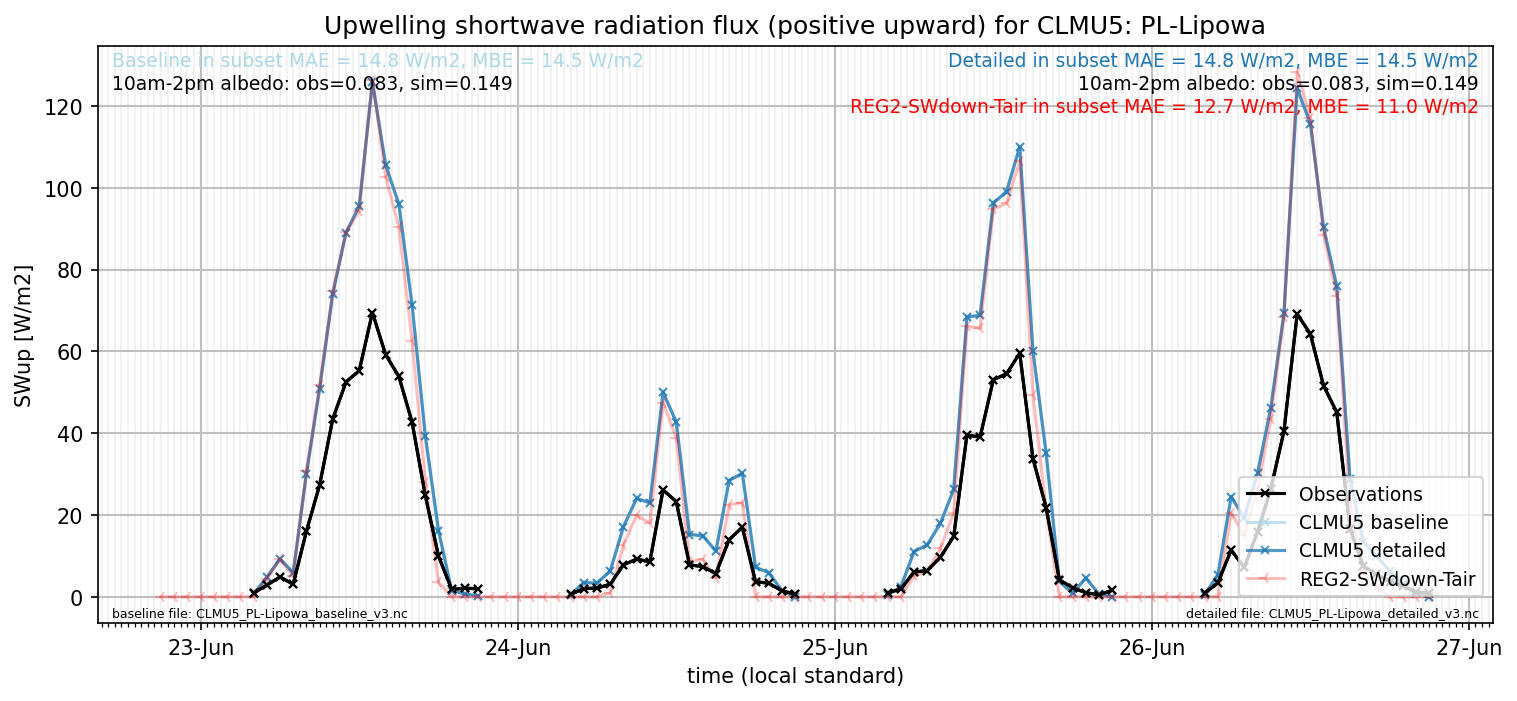 Upwelling shortwave radiation flux (positive upward) for CLMU5: PL-Lipowa
Baseline in subset MAE = 14.8 W/m2, MBE = 14.5 W/m2
10am-2pm albedo: obs=0.083, sim=0.149
Detailed in subset MAE = 14.8 W/m2, MBE = 14.5 W/m2
10am-2pm albedo: obs=0.083, sim=0.149
REG2-SWdown-Tair in subset MAE = 12.7 W/m2, MBE = 11.0 W/m2
SWup [W/m2]
120
100
80
60
40
20
0
Observations
CLMU5 baseline
CLMU5 detailed
REG2-SWdown-Tair
baseline file: CLMU5_PL-Lipowa_baseline_v3.nc
detailed file: CLMU5_PL-Lipowa_detailed_v3.nc
23-Jun
24-Jun
25-Jun
26-Jun
27-Jun
time (local standard)